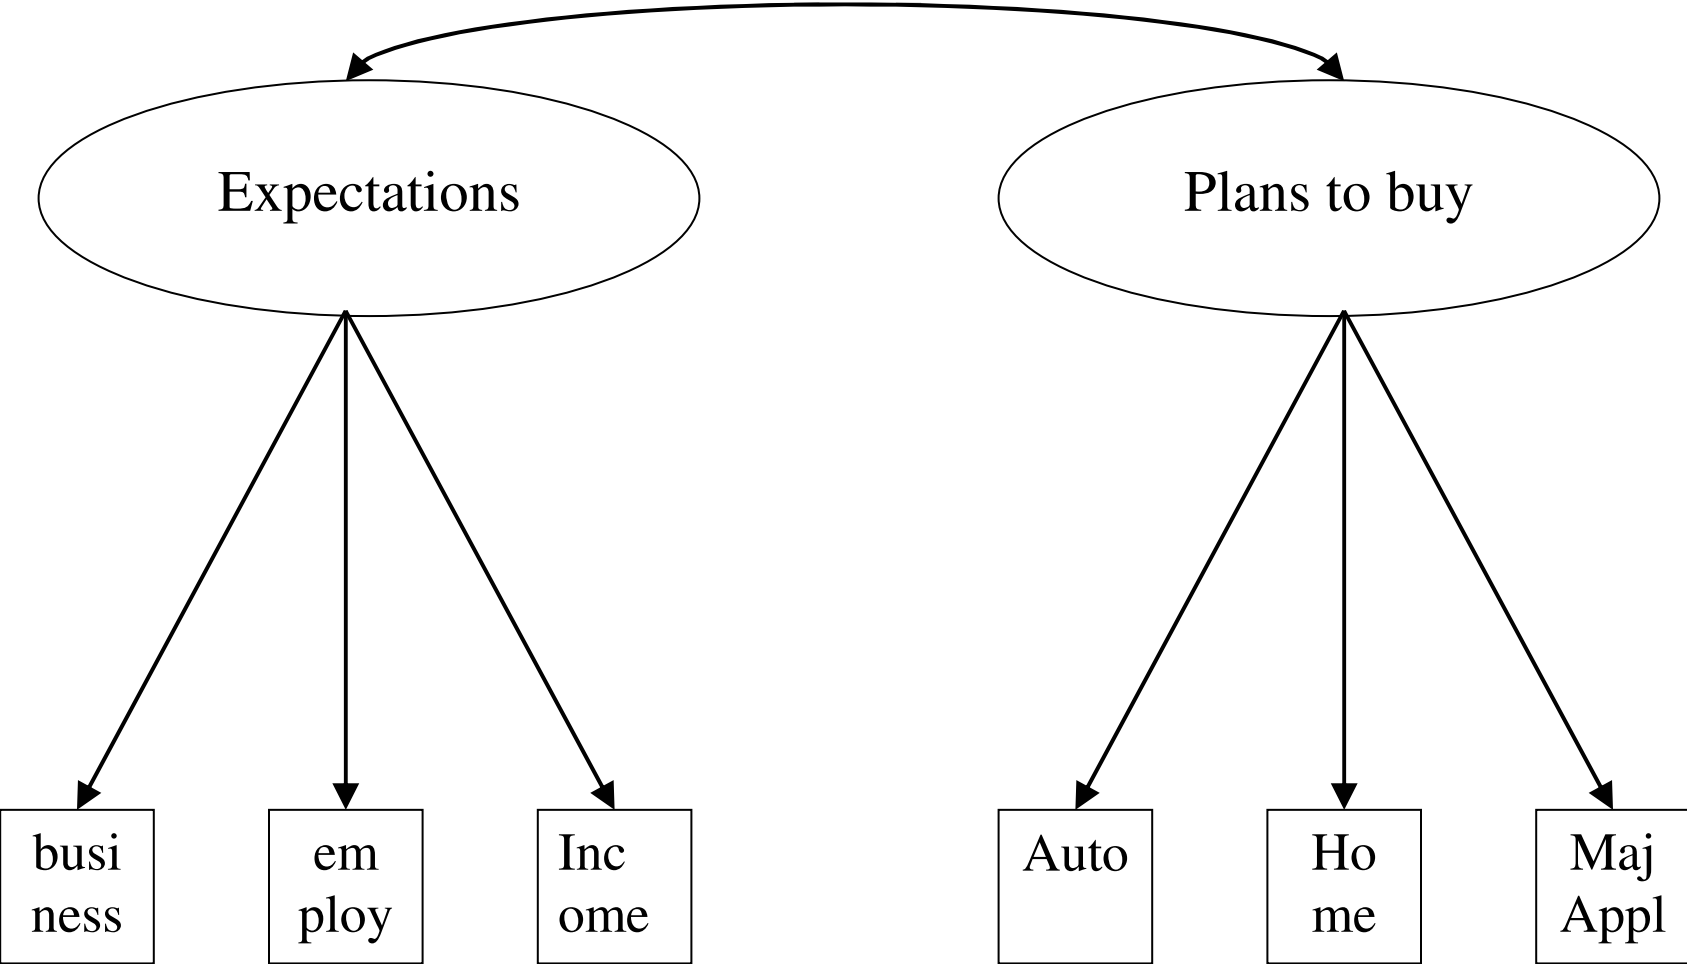 Expectations
Plans to buy
busi
ness
em
ploy
Inc
ome
Auto
Ho
me
Maj
Appl